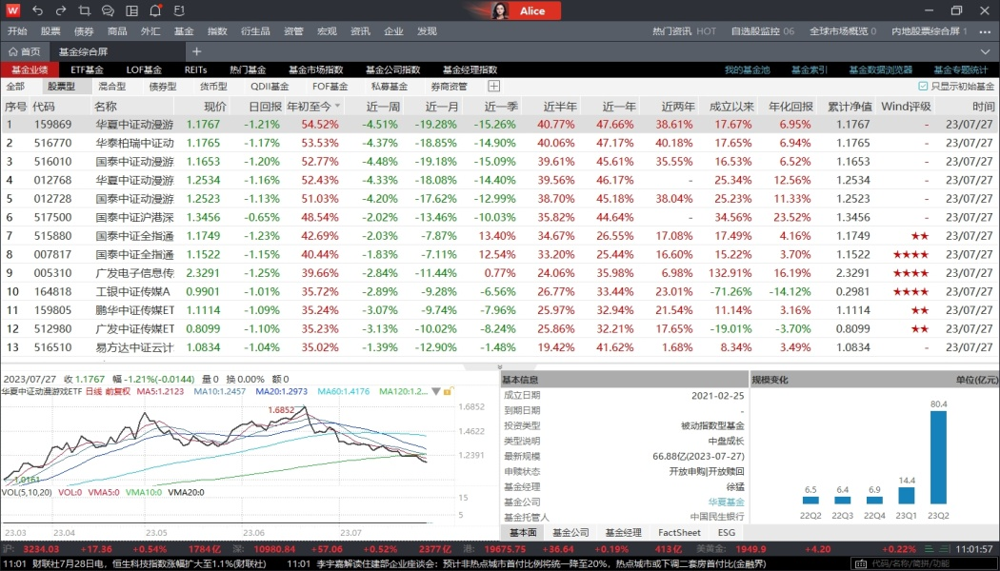 W F1 Alice
开始 股票 债券 商品 外汇 基金 指数 衍生品 资管 宏观 资讯 企业 发现 热门资讯 HOT 自选股监控 06 全球市场概览 0 内地股票综合屏 1
首页 基金综合屏
基金业绩 ETF基金 LOF基金 REITs 热门基金 基金市场指数 基金公司指数 基金经理指数 我的基金池 基金索引 基金数据浏览器 基金专题统计
全部 股票型 混合型 债券型 货币型 QDII基金 FOF基金 私募基金 券商资管 只显示初始基金
序号 代码 名称 现价 日回报 年初至今 近一周 近一月 近一季 近半年 近一年 近两年 成立以来 年化回报 累计净值 Wind评级 时间
1 159869 华夏中证动漫游 1.1767 -1.21% 54.52% -4.51% -19.28% -15.26% 40.77% 47.66% 38.61% 17.67% 6.95% 1.1767 - 23/07/27
2 516770 华泰柏瑞中证动 1.1765 -1.17% 53.53% -4.37% -18.85% -14.90% 40.06% 47.17% 40.18% 17.65% 6.94% 1.1765 - 23/07/27
3 516010 国泰中证动漫游 1.1653 -1.20% 52.77% -4.48% -19.18% -15.09% 39.61% 45.61% 35.55% 16.53% 6.52% 1.1653 - 23/07/27
4 012768 华夏中证动漫游 1.2534 -1.16% 52.43% -4.33% -18.08% -14.40% 39.56% 46.17% - 25.34% 12.56% 1.2534 - 23/07/27
5 012728 国泰中证动漫游 1.2523 -1.13% 51.03% -4.20% -17.62% -12.99% 38.70% 45.18% 38.04% 25.23% 11.33% 1.2523 - 23/07/27
6 517500 国泰中证沪港深 1.3456 -0.65% 48.54% -2.02% -13.46% -10.03% 35.82% 44.64% - 34.56% 23.52% 1.3456 - 23/07/27
7 515880 国泰中证全指通 1.1749 -1.23% 42.69% -2.03% -7.87% 13.40% 34.67% 26.55% 17.08% 17.49% 4.16% 1.1749 ★★ 23/07/27
8 007817 国泰中证全指通 1.1522 -1.15% 40.44% -1.83% -7.11% 12.54% 33.20% 25.44% 16.60% 15.22% 3.70% 1.1522 ★★★★ 23/07/27
9 005310 广发电子信息传 2.3291 -1.25% 39.66% -2.84% -11.44% 0.77% 24.06% 35.98% 6.98% 132.91% 16.19% 2.3291 ★★★★ 23/07/27
10 164818 工银中证传媒A 0.9901 -1.01% 35.72% -2.89% -9.28% -6.56% 26.77% 33.44% 23.01% -71.26% -14.12% 0.2981 ★★★★ 23/07/27
11 159805 鹏华中证传媒ET 1.1114 -1.09% 35.24% -3.07% -9.74% -7.96% 25.97% 32.94% 21.54% 11.14% 3.16% 1.1114 ★★ 23/07/27
12 512980 广发中证传媒ET 0.8099 -1.10% 35.23% -3.13% -10.02% -8.24% 25.86% 32.21% 17.65% -19.01% -3.70% 0.8099 ★★ 23/07/27
13 516510 易方达中证云计 1.0834 -1.04% 35.02% -1.39% -12.90% -1.58% 19.42% 41.62% 1.68% 8.34% 3.49% 1.0834 - 23/07/27
2023/07/27 收 1.1767 幅 -1.21%(-0.0144) 量 0 换 0.00% 额 0
华夏中证动漫游戏ETF 日线 前复权 MA5:1.2123 MA10:1.2457 MA20:1.2973 MA60:1.4176 MA120:1.2...
1.6852
1.6852
1.4622
1.2391
1.0161
VOL(5,10,20) VOL:0 VMA5:0 VMA10:0 VMA20:0
15
5
23.03 23.04 23.05 23.06 23.07
基本信息
成立日期 2021-02-25
到期日期 -
投资类型 被动指数型基金
类型说明 中盘成长
最新规模 66.88亿(2023-07-27)
申赎状态 开放申购|开放赎回
基金经理 徐猛
基金公司 华夏基金
基金托管人 中国民生银行
基本面 基金公司 基金经理 FactSheet ESG
规模变化 单位(亿元)
6.5 6.4 6.9 14.4 80.4
22Q2 22Q3 22Q4 23Q1 23Q2
沪: 3234.03 +17.36 +0.54% 1784亿 深: 10980.84 +57.06 +0.52% 2377亿 港: 19675.75 +36.64 +0.19% 413亿 美黄金: 1949.9 +4.20 +0.22% 11:01:57
11:01 财联社7月28日电，恒生科技指数涨幅扩大至1.1%(财联社) 11:01 李宇嘉解读住建部企业座谈会：预计非热点城市首付比例将统一降至20%，热点城市或下调二套房首付比(金融界) 代码/名称/简拼/功能